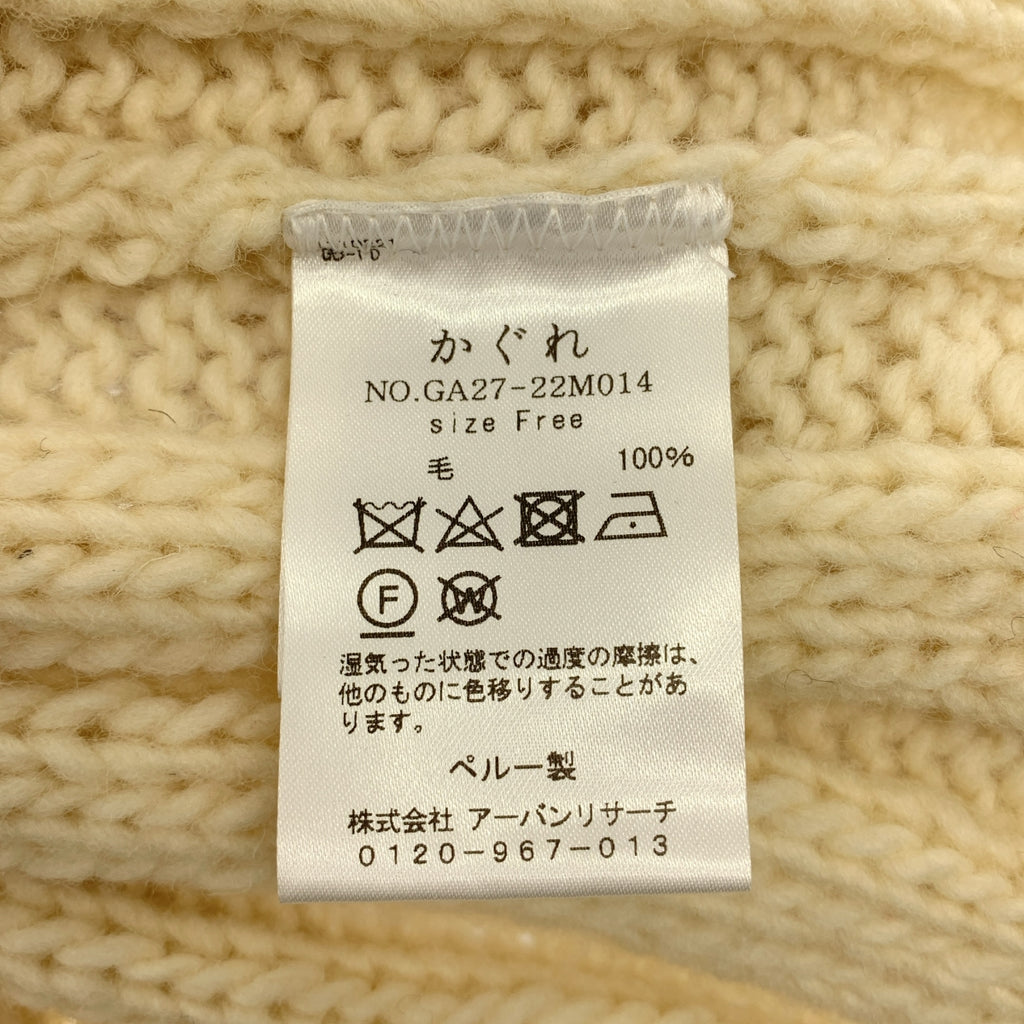 かぐれ
NO.GA27-22M014
size Free
毛 100%
F W
湿気った状態での過度の摩擦は、
他のものに色移りすることがあ
ります。
ペルー製
株式会社 アーバンリサーチ
0120-967-013